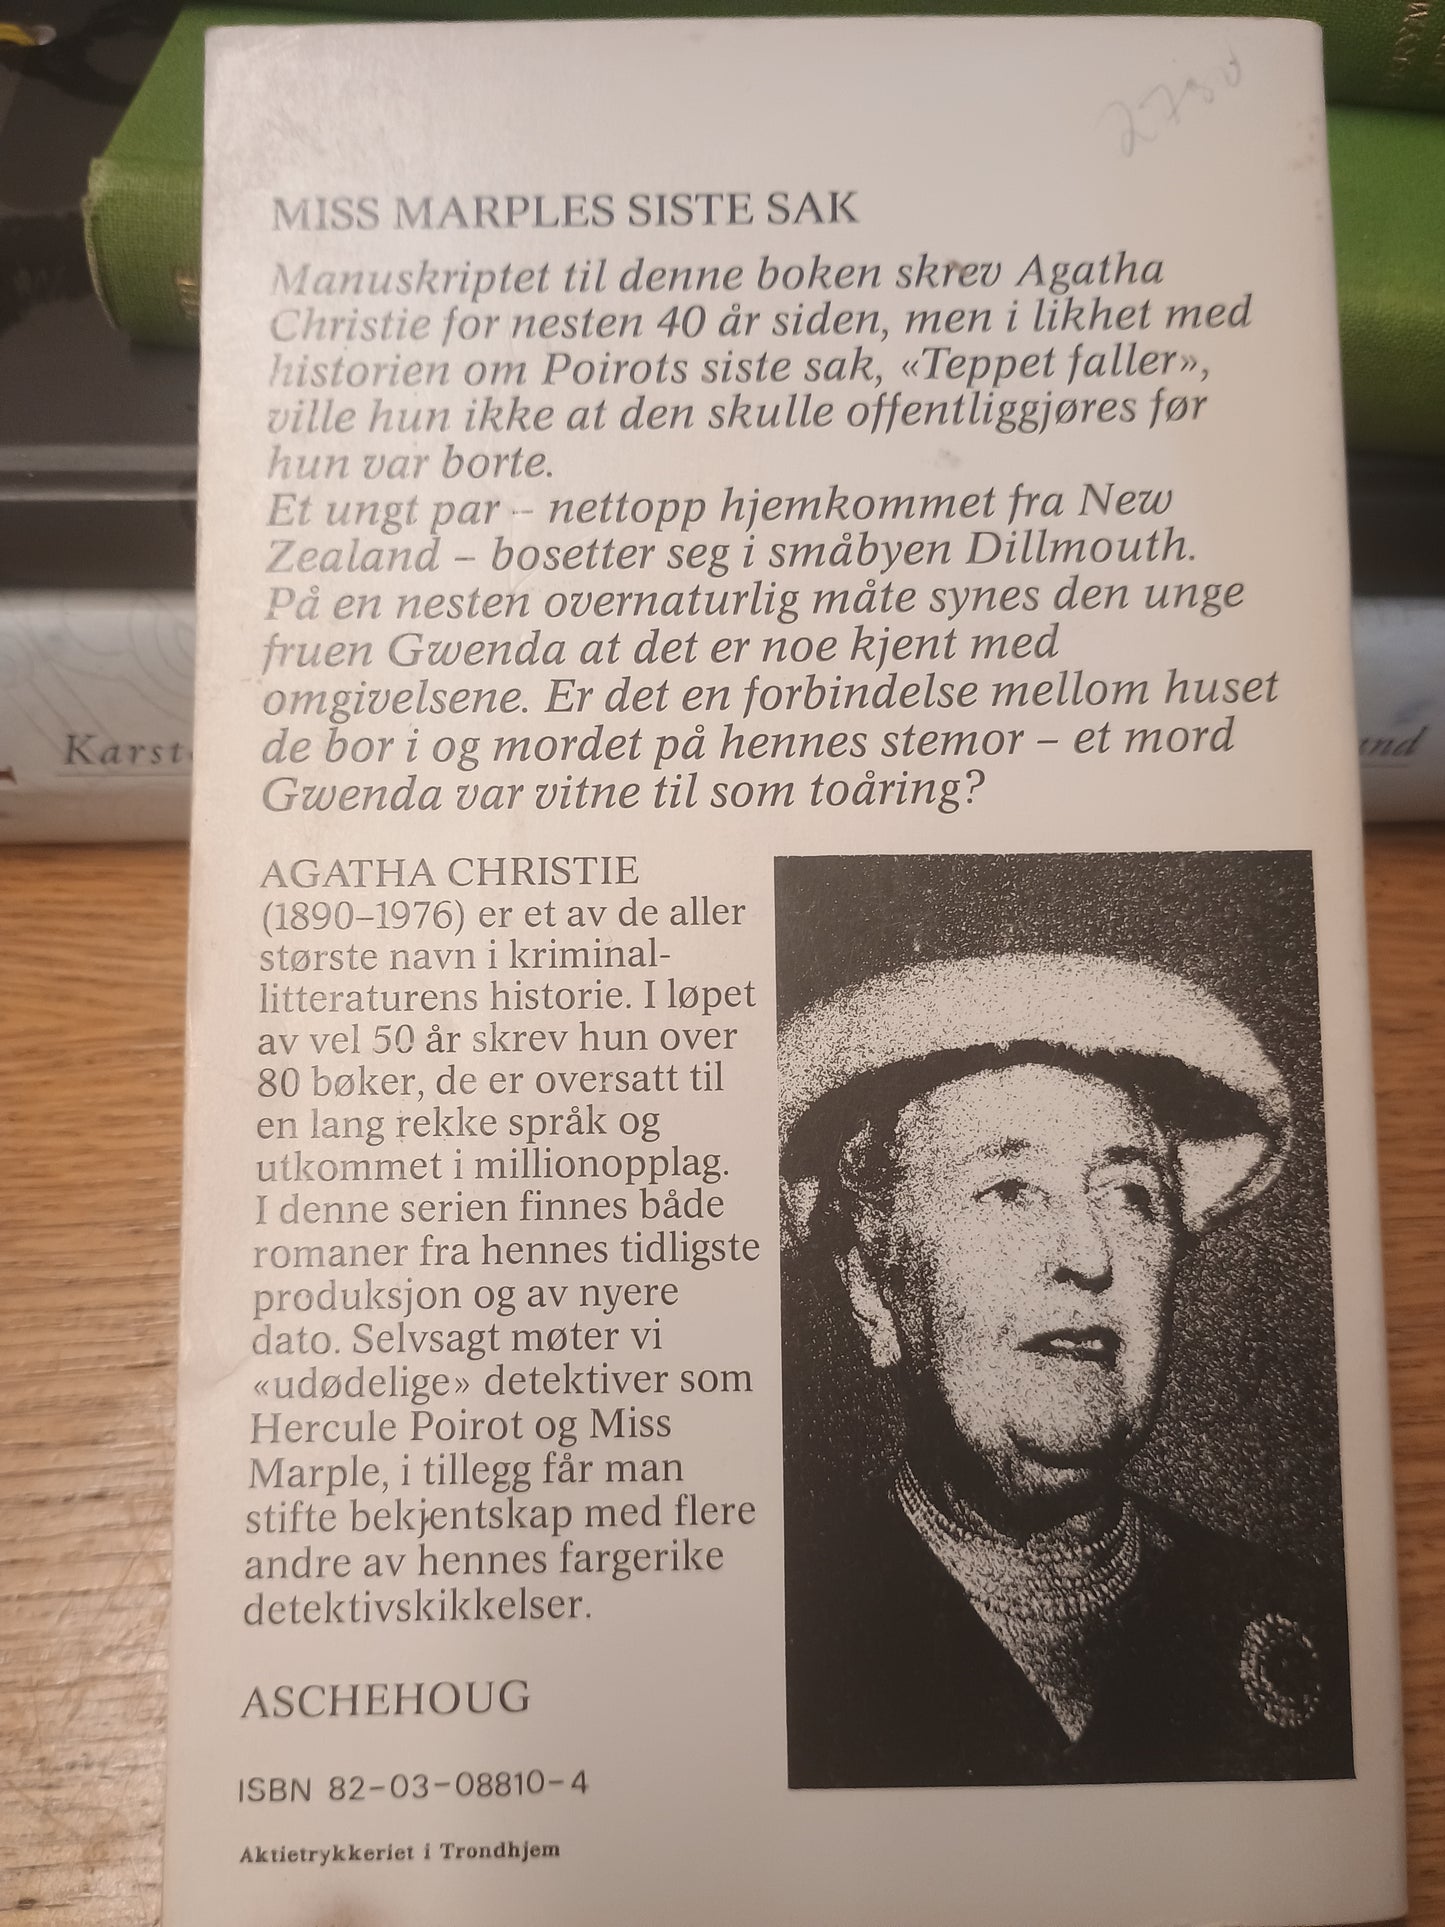 MISS MARPLES SISTE SAK
Manuskriptet til denne boken skrev Agatha
Christie for nesten 40 år siden, men i likhet med
historien om Poirots siste sak, «Teppet faller»,
ville hun ikke at den skulle offentliggjøres før
hun var borte.
Et ungt par – nettopp hjemkommet fra New
Zealand – bosetter seg i småbyen Dillmouth.
På en nesten overnaturlig måte synes den unge
fruen Gwenda at det er noe kjent med
omgivelsene. Er det en forbindelse mellom huset
de bor i og mordet på hennes stemor – et mord
Gwenda var vitne til som toåring?
AGATHA CHRISTIE
(1890–1976) er et av de aller
største navn i kriminal-
litteraturens historie. I løpet
av vel 50 år skrev hun over
80 bøker, de er oversatt til
en lang rekke språk og
utkommet i millionopplag.
I denne serien finnes både
romaner fra hennes tidligste
produksjon og av nyere
dato. Selvsagt møter vi
«udødelige» detektiver som
Hercule Poirot og Miss
Marple, i tillegg får man
stifte bekjentskap med flere
andre av hennes fargerike
detektivskikkelser.
ASCHEHOUG
ISBN 82-03-08810-4
Aktietrykkeriet i Trondhjem